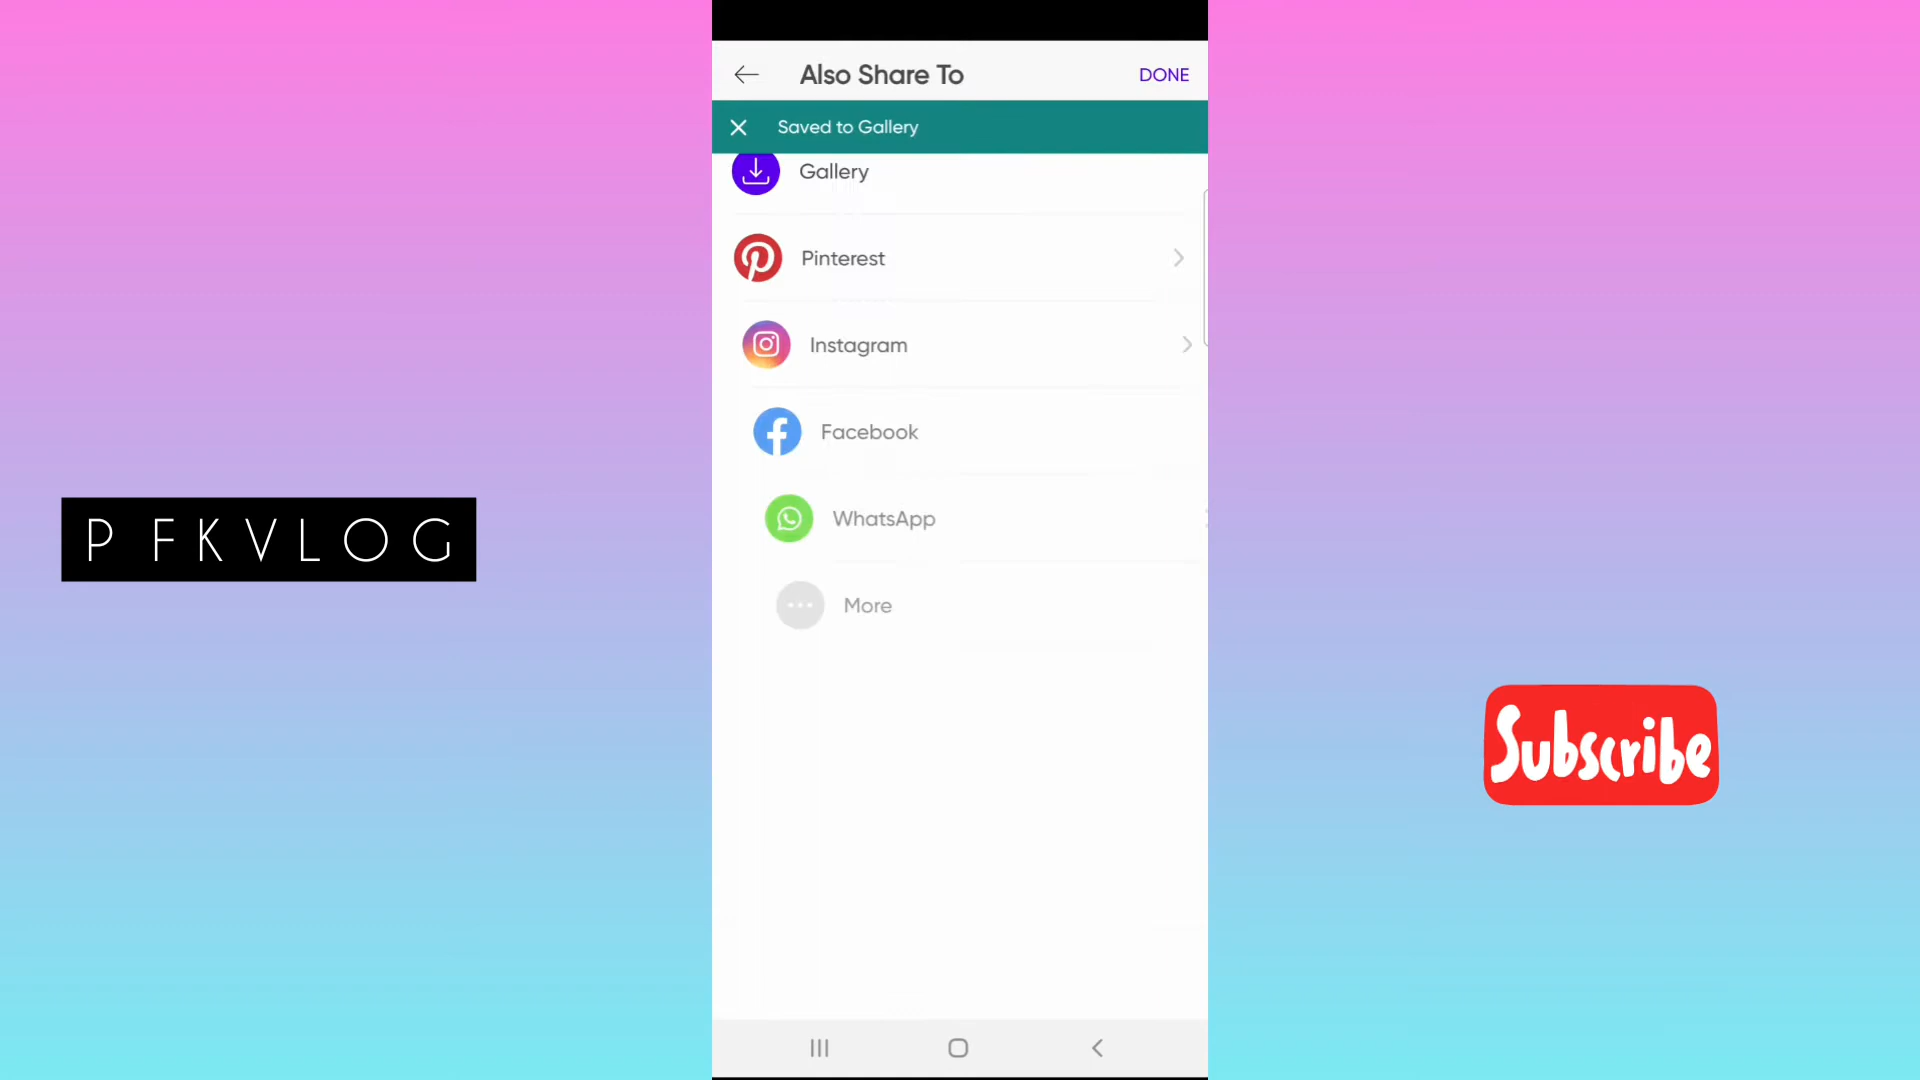 Also Share To
DONE
Saved to Gallery
Gallery
Pinterest
Instagram
Facebook
WhatsApp
More
P FKVLOG
Subscribe